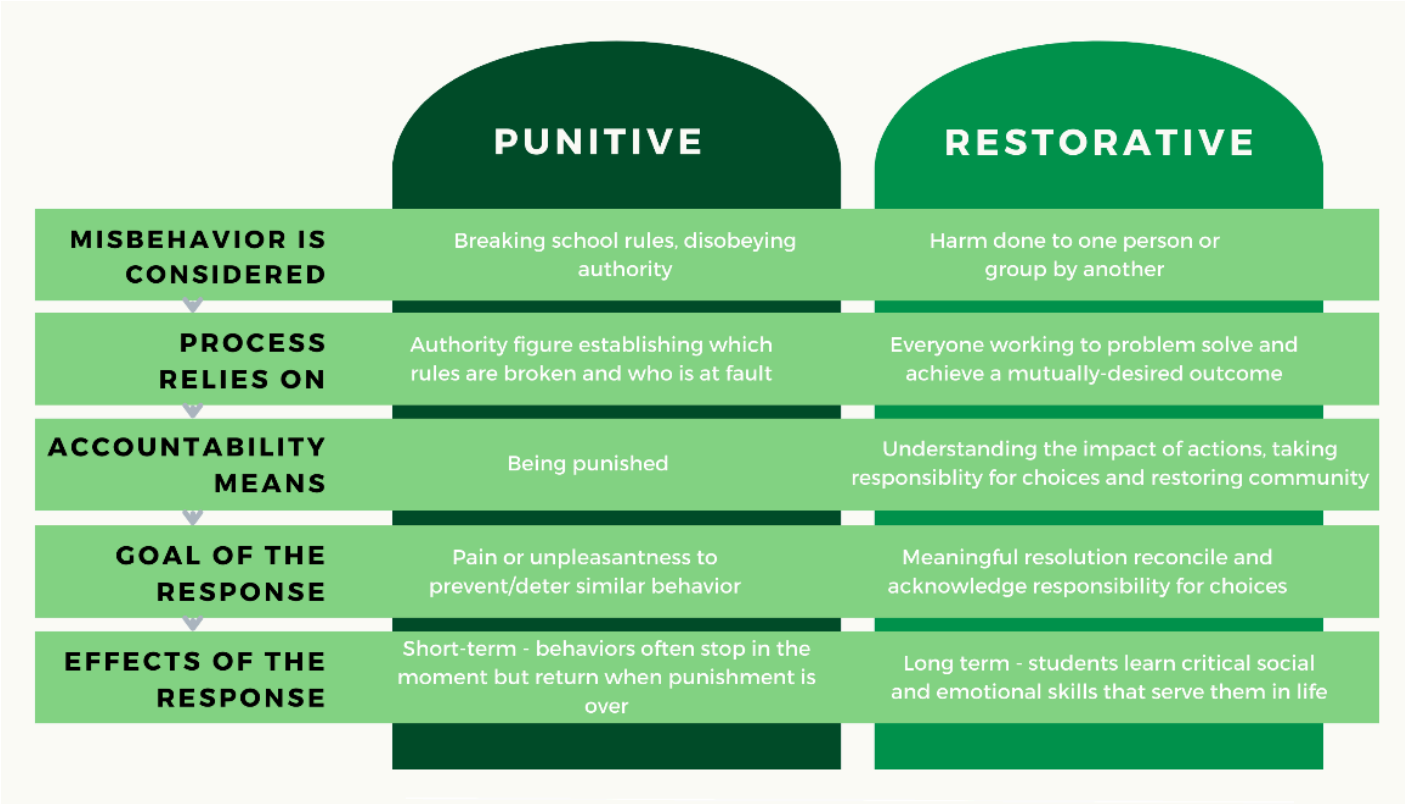 PUNITIVE
RESTORATIVE
MISBEHAVIOR IS
CONSIDERED
Breaking school rules, disobeying
authority
Harm done to one person or
group by another
PROCESS
RELIES ON
Authority figure establishing which
rules are broken and who is at fault
Everyone working to problem solve and
achieve a mutually-desired outcome
ACCOUNTABILITY
MEANS
Being punished
Understanding the impact of actions, taking
responsiblity for choices and restoring community
GOAL OF THE
RESPONSE
Pain or unpleasantness to
prevent/deter similar behavior
Meaningful resolution reconcile and
acknowledge responsibility for choices
EFFECTS OF THE
RESPONSE
Short-term - behaviors often stop in the
moment but return when punishment is
over
Long term - students learn critical social
and emotional skills that serve them in life